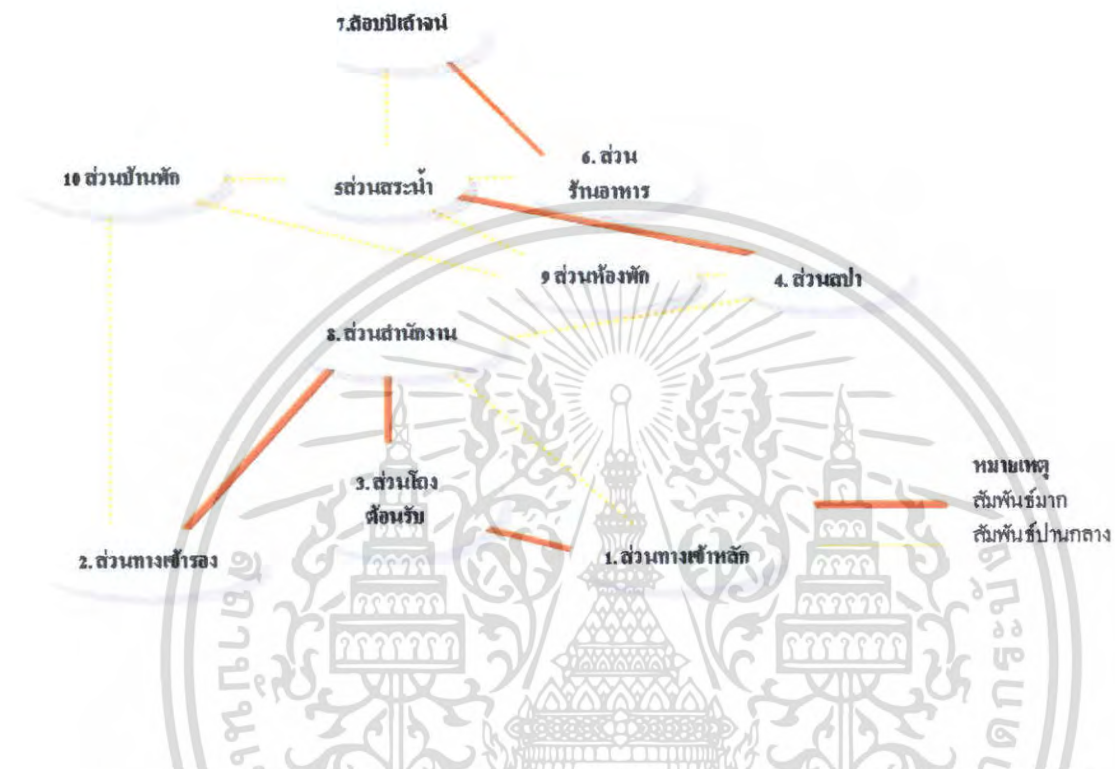 7.ล๊อบบี้เล้าจน์
10 ส่วนบ้านพัก
5ส่วนสระน้ำ
6. ส่วน
ร้านอาหาร
9 ส่วนห้องพัก
4. ส่วนสปา
8. ส่วนสำนักงาน
3. ส่วนโถง
ต้อนรับ
2. ส่วนทางเข้ารอง
1. ส่วนทางเข้าหลัก
หมายเหตุ
สัมพันธ์มาก
สัมพันธ์ปานกลาง